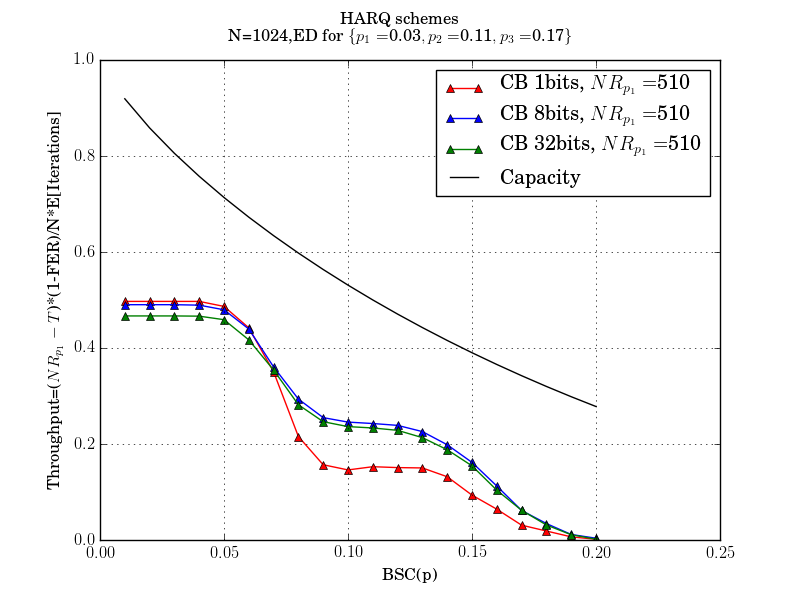 HARQ schemes
N=1024,ED for {p₁ =0.03, p₂ =0.11, p₃ =0.17}
CB 1bits, NR_{p₁} =510
CB 8bits, NR_{p₁} =510
CB 32bits, NR_{p₁} =510
Capacity
Throughput=(NR_{p₁} − T)*(1-FER)/N*E[Iterations]
1.0
0.8
0.6
0.4
0.2
0.0
0.00 0.05 0.10 0.15 0.20 0.25
BSC(p)